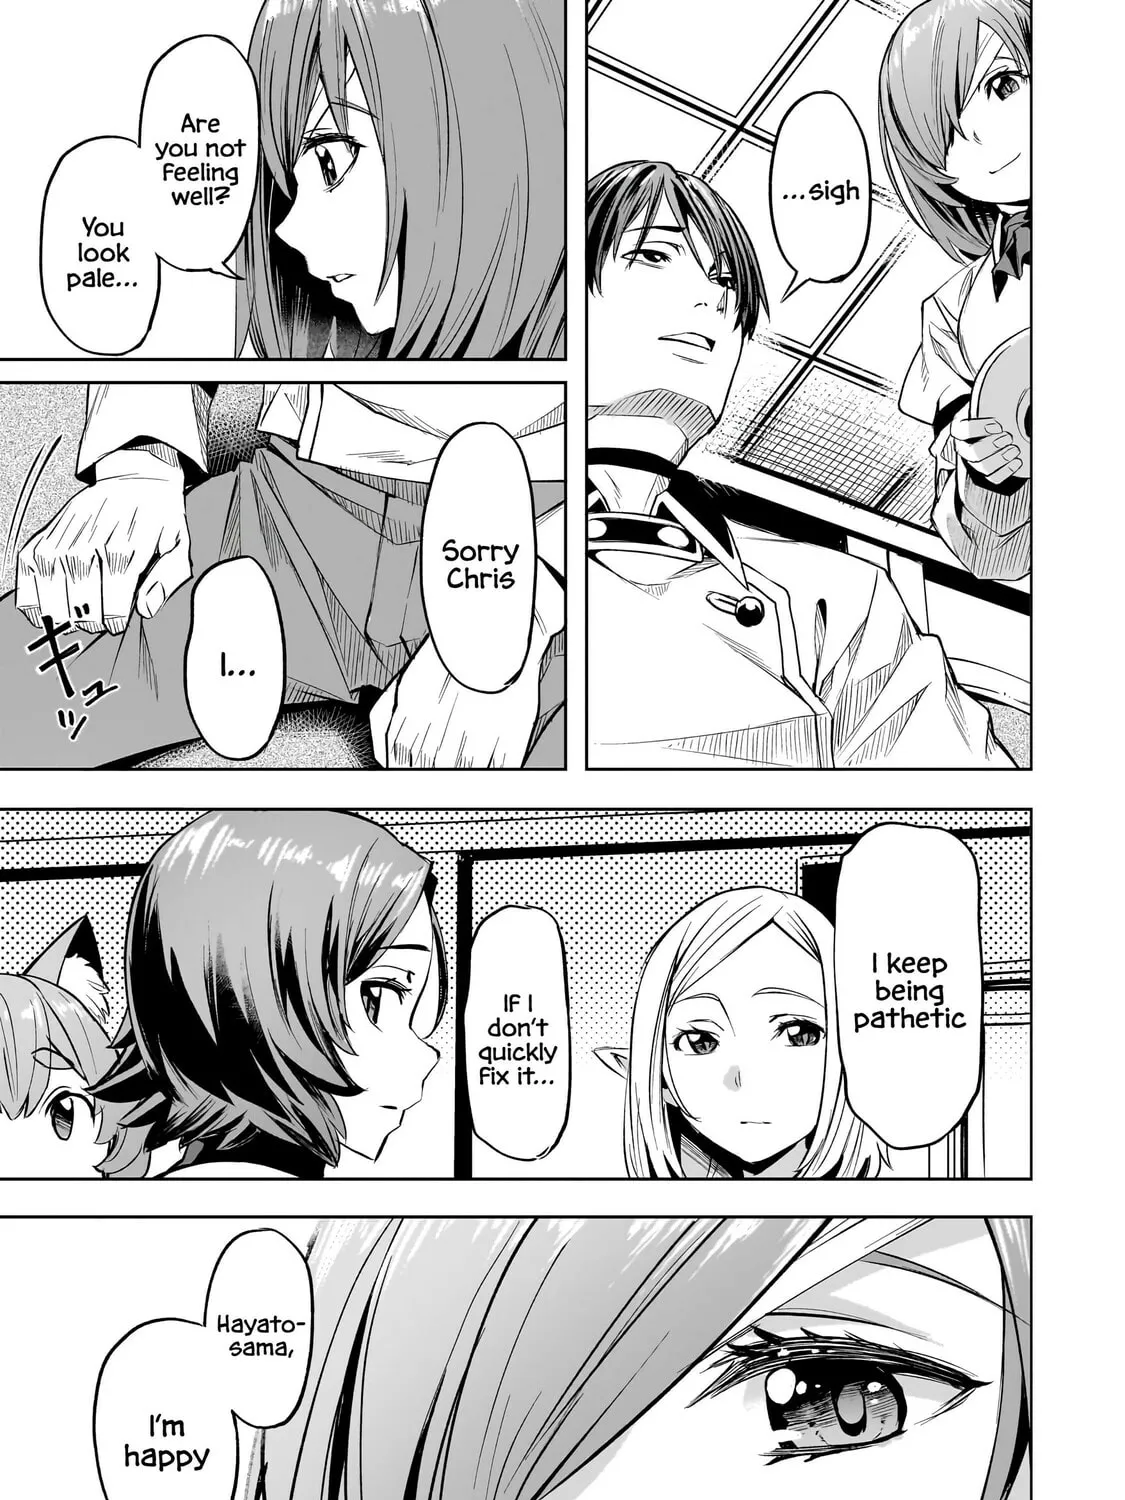 ...sigh
Are
you not
feeling
well?
You
look
pale...
Sorry
Chris
I...
ギュッ
I keep
being
pathetic
If I
don't
quickly
fix it...
Hayato-
sama,
I'm
happy